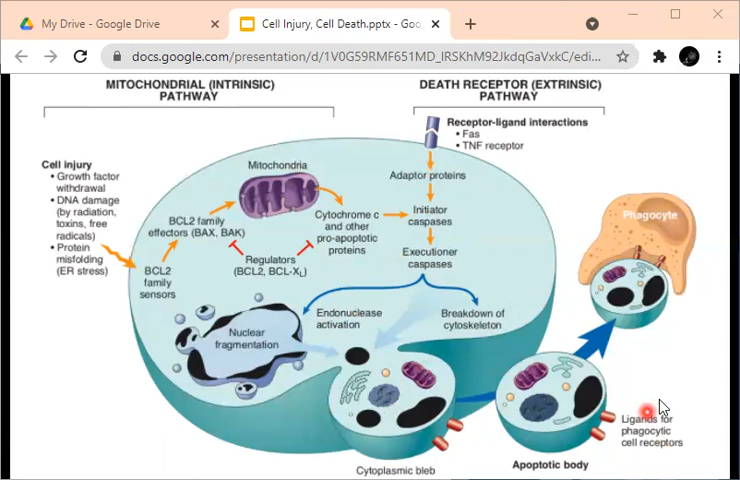 My Drive - Google Drive
Cell Injury, Cell Death.pptx - Goo
docs.google.com/presentation/d/1V0G59RMF651MD_IRSKhM92JkdqGaVxkC/edi...
MITOCHONDRIAL (INTRINSIC)
PATHWAY
DEATH RECEPTOR (EXTRINSIC)
PATHWAY
Receptor-ligand interactions
• Fas
• TNF receptor
Cell injury
• Growth factor
withdrawal
• DNA damage
(by radiation,
toxins, free
radicals)
• Protein
misfolding
(ER stress)
Mitochondria
Adaptor proteins
BCL2 family
effectors (BAX, BAK)
Cytochrome c
and other
pro-apoptotic
proteins
Initiator
caspases
Phagocyte
Regulators
(BCL2, BCL-XL)
Executioner
caspases
BCL2
family
sensors
Endonuclease
activation
Breakdown of
cytoskeleton
Nuclear
fragmentation
Ligands for
phagocytic
cell receptors
Cytoplasmic bleb
Apoptotic body